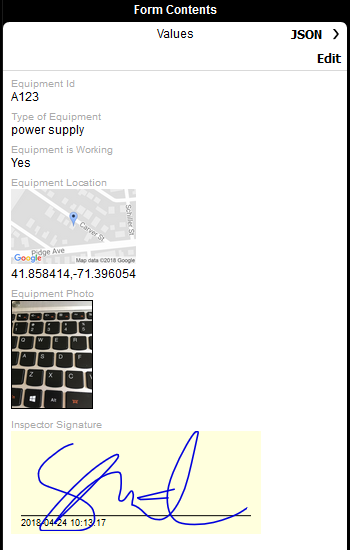 Form Contents
Values
JSON
Edit
Equipment Id
A123
Type of Equipment
power supply
Equipment is Working
Yes
Equipment Location
Schiller St
Carver St
Pidge Ave
Google
Map data ©2018 Google
41.858414,-71.396054
Equipment Photo
Q W E R
A S D F
Z X C
Alt
Inspector Signature
2018-04-24 10:13:17